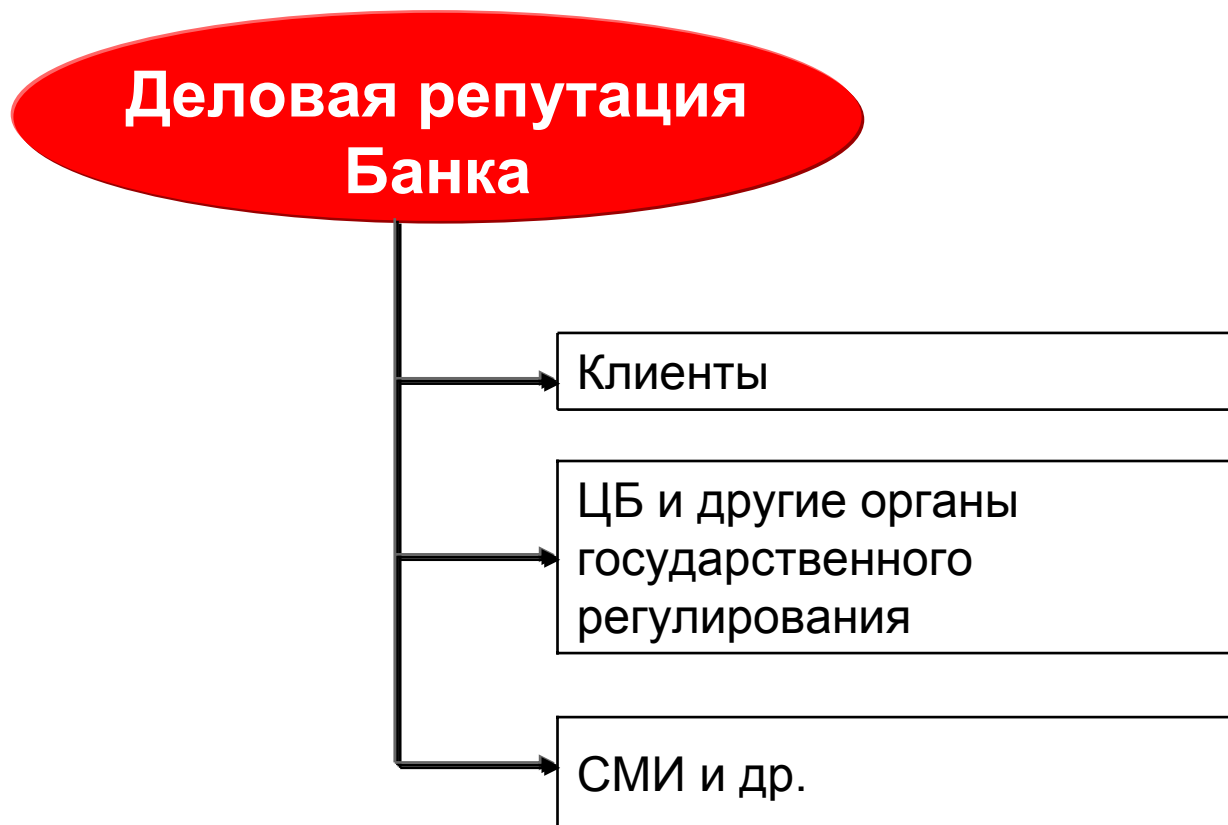 Деловая репутация
Банка
Клиенты
ЦБ и другие органы
государственного
регулирования
СМИ и др.